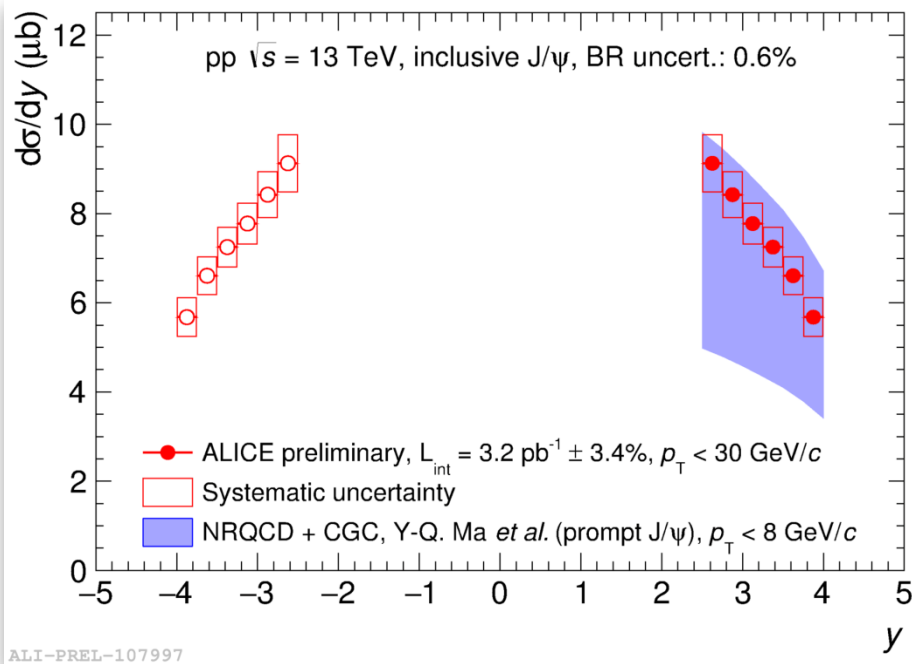 dσ/dy (μb)
pp √s = 13 TeV, inclusive J/ψ, BR uncert.: 0.6%
12
10
8
6
4
2
0
ALICE preliminary, L_int = 3.2 pb⁻¹ ± 3.4%, p_T < 30 GeV/c
Systematic uncertainty
NRQCD + CGC, Y-Q. Ma et al. (prompt J/ψ), p_T < 8 GeV/c
−5 −4 −3 −2 −1 0 1 2 3 4 5
y
ALI-PREL-107997